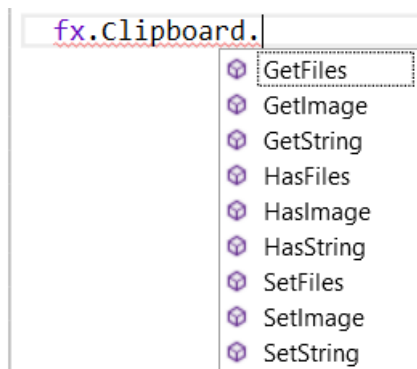 fx.Clipboard.
GetFiles
GetImage
GetString
HasFiles
HasImage
HasString
SetFiles
SetImage
SetString